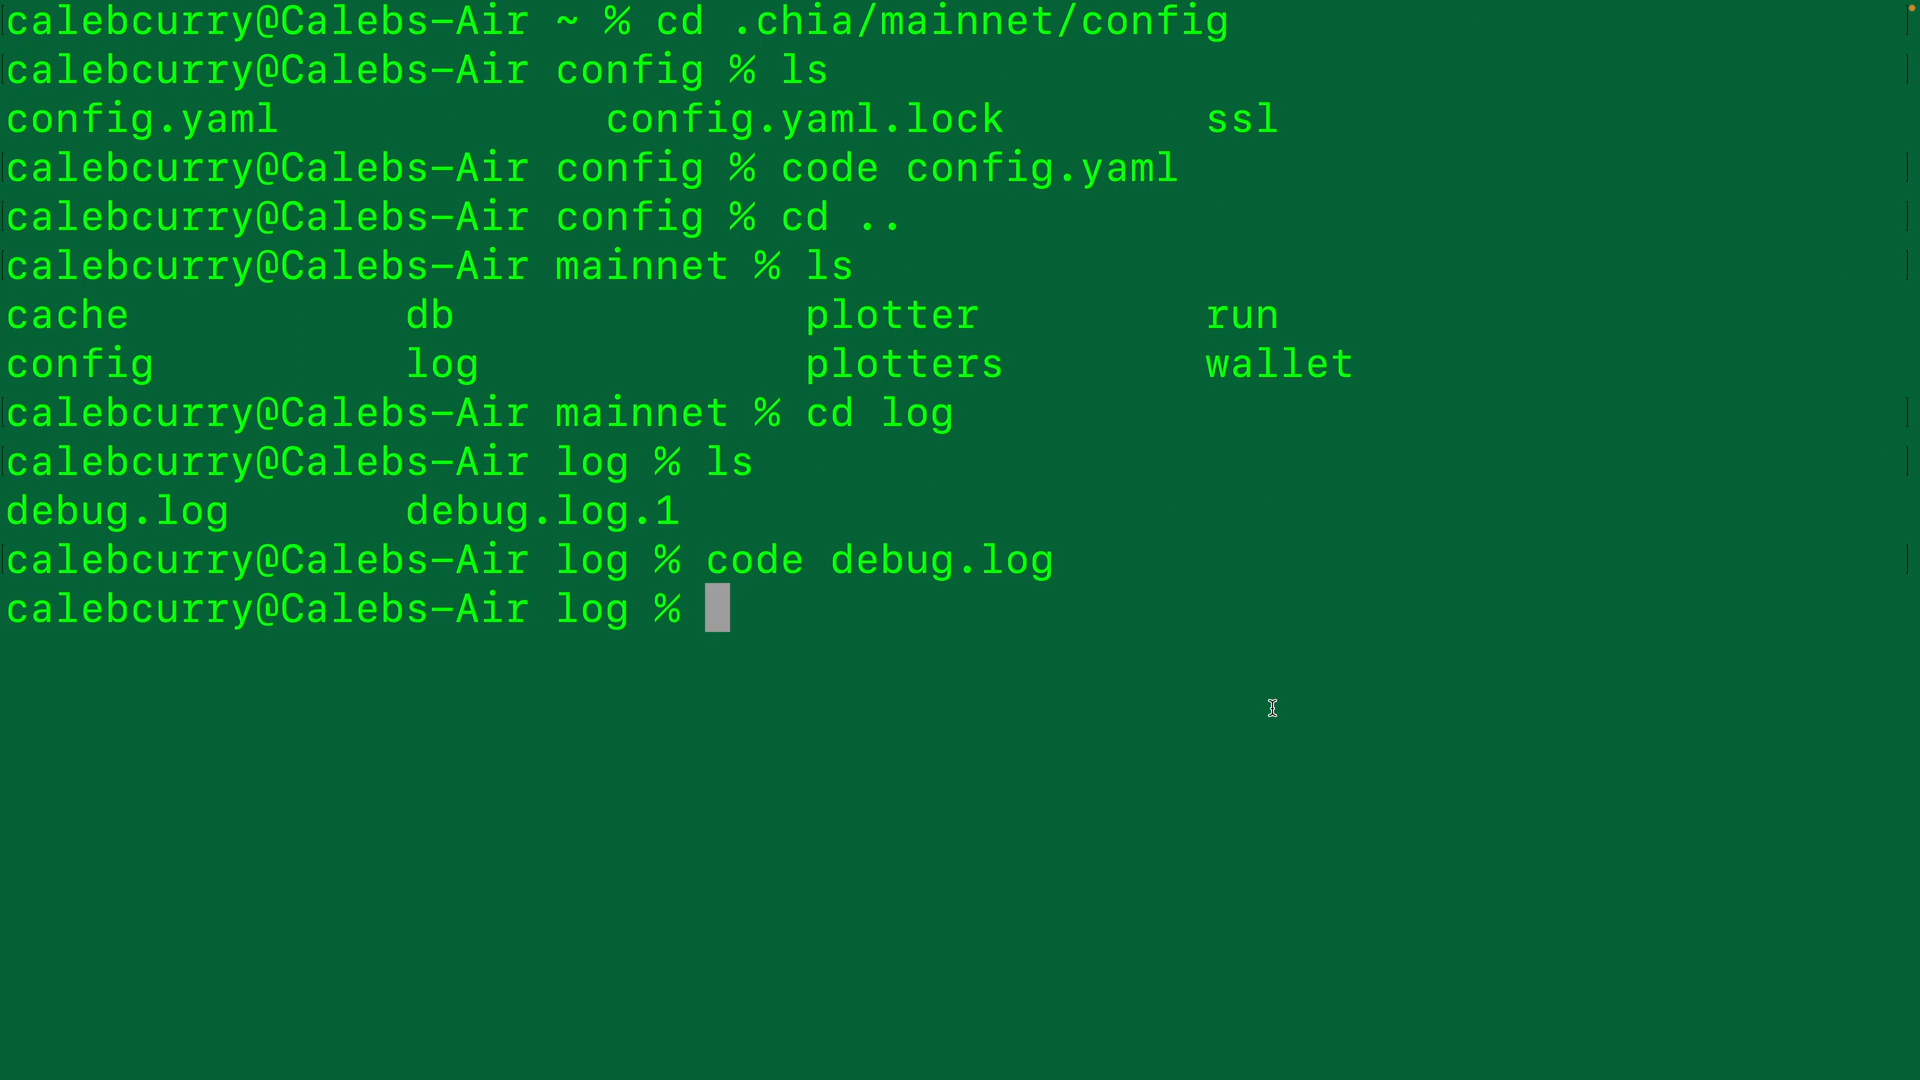 calebcurry@Calebs-Air ~ % cd .chia/mainnet/config
calebcurry@Calebs-Air config % ls
config.yaml config.yaml.lock ssl
calebcurry@Calebs-Air config % code config.yaml
calebcurry@Calebs-Air config % cd ..
calebcurry@Calebs-Air mainnet % ls
cache db plotter run
config log plotters wallet
calebcurry@Calebs-Air mainnet % cd log
calebcurry@Calebs-Air log % ls
debug.log debug.log.1
calebcurry@Calebs-Air log % code debug.log
calebcurry@Calebs-Air log %